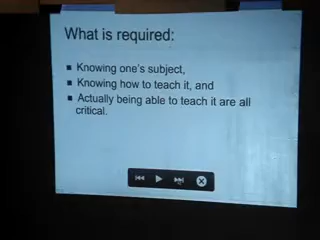 What is required:
■ Knowing one's subject,
■ Knowing how to teach it, and
■ Actually being able to teach it are all
critical.